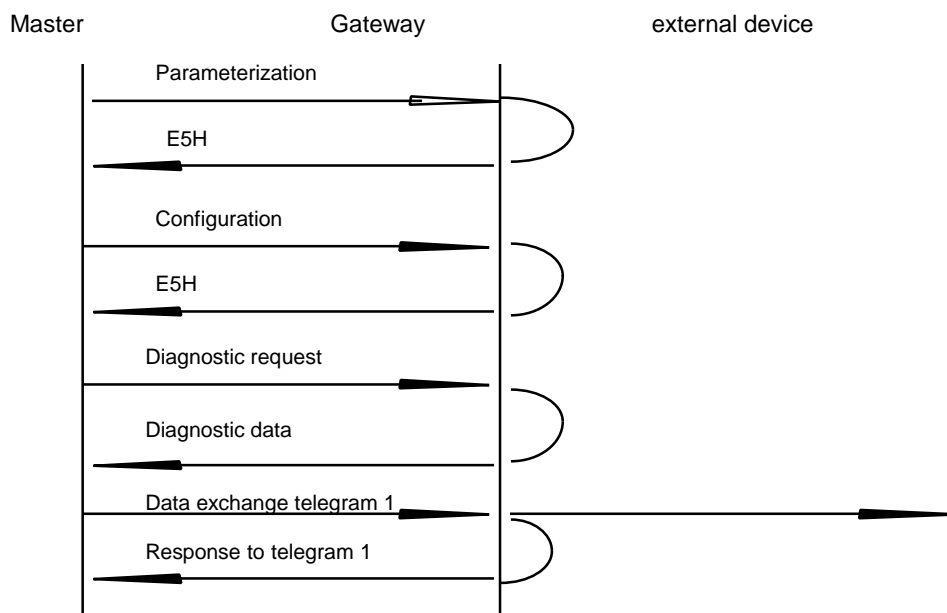 Master Gateway external device
Parameterization
E5H
Configuration
E5H
Diagnostic request
Diagnostic data
Data exchange telegram 1
Response to telegram 1